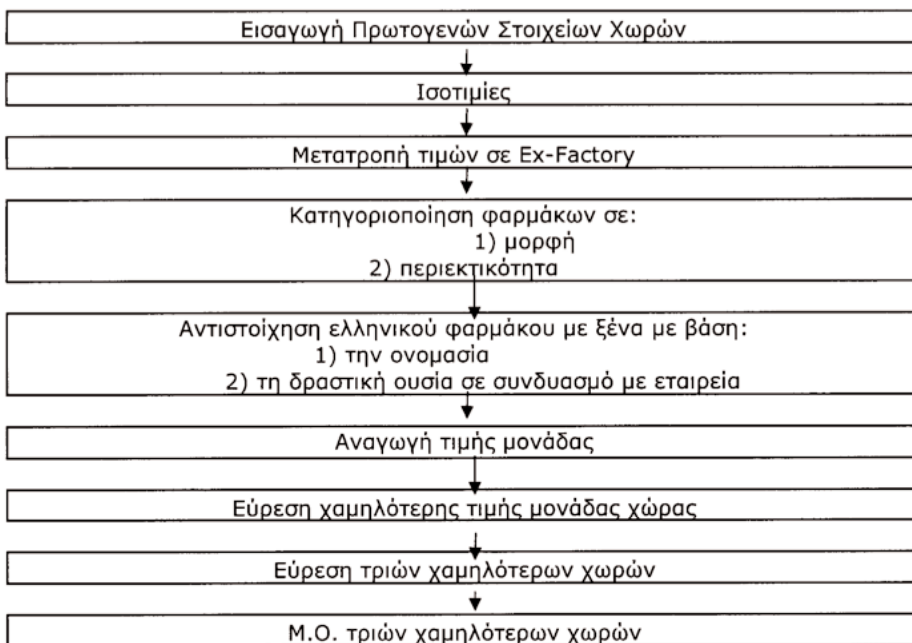 Εισαγωγή Πρωτογενών Στοιχείων Χωρών
Ισοτιμίες
Μετατροπή τιμών σε Ex-Factory
Κατηγοριοποίηση φαρμάκων σε:
1) μορφή
2) περιεκτικότητα
Αντιστοίχηση ελληνικού φαρμάκου με ξένα με βάση:
1) την ονομασία
2) τη δραστική ουσία σε συνδυασμό με εταιρεία
Αναγωγή τιμής μονάδας
Εύρεση χαμηλότερης τιμής μονάδας χώρας
Εύρεση τριών χαμηλότερων χωρών
Μ.Ο. τριών χαμηλότερων χωρών